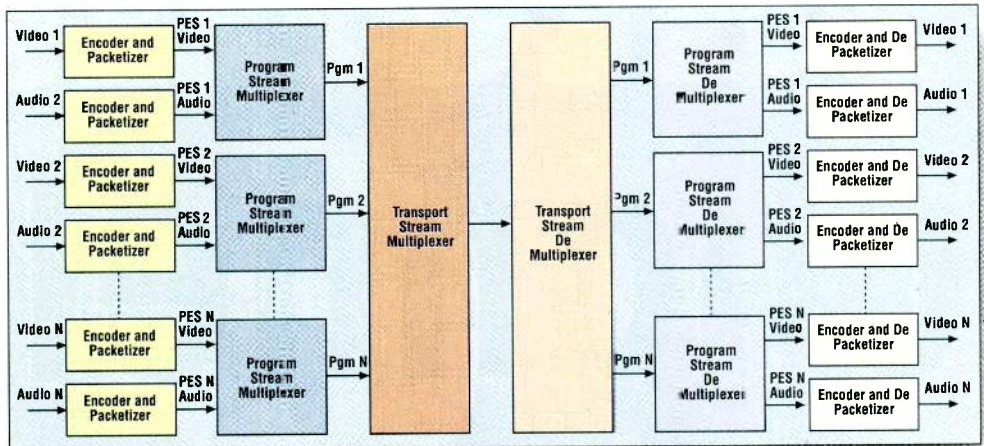 Video 1
Encoder and
Packetizer
PES 1
Video
Audio 2
Encoder and
Packetizer
PES 1
Audio
Program
Stream
Multiplexer
Pgm 1
Video 2
Encoder and
Packetizer
PES 2
Video
Audio 2
Encoder and
Packetizer
PES 2
Audio
Program
Stream
Multiplexer
Pgm 2
Video N
Encoder and
Packetizer
PES N
Video
Audio N
Encoder and
Packetizer
PES N
Audio
Program
Stream
Multiplexer
Pgm N
Transport
Stream
Multiplexer
Transport
Stream
De
Multiplexer
Pgm 1
Program
Stream
De
Multiplexer
PES 1
Video
Encoder and De
Packetizer
Video 1
PES 1
Audio
Encoder and De
Packetizer
Audio 1
Pgm 2
Program
Stream
De
Multiplexer
PES 2
Video
Encoder and De
Packetizer
Video 2
PES 2
Audio
Encoder and De
Packetizer
Audio 2
Pgm N
Program
Stream
De
Multiplexer
PES N
Video
Encoder and De
Packetizer
Video N
PES N
Audio
Encoder and De
Packetizer
Audio N